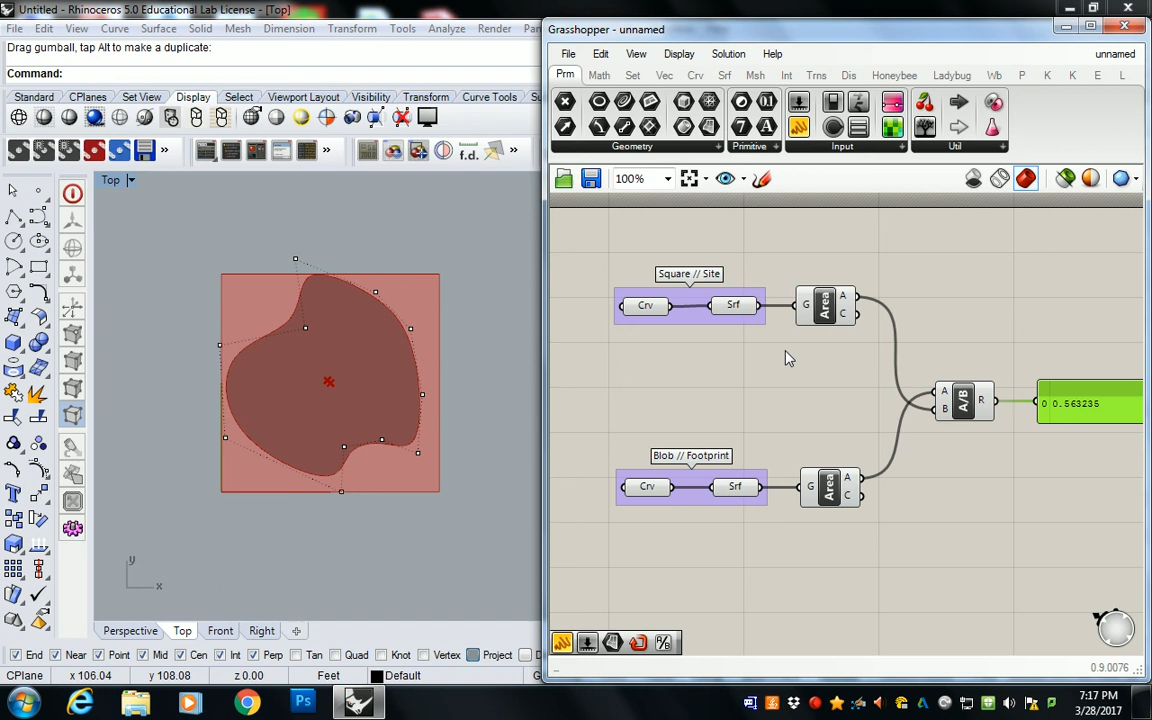 Untitled - Rhinoceros 5.0 Educational Lab License - [Top]
File Edit View Curve Surface Solid Mesh Dimension Transform Tools Analyze Render Pan
Drag gumball, tap Alt to make a duplicate:
Command:
Standard CPlanes Set View Display Select Viewport Layout Visibility Transform Curve Tools Su
f.d.
Top
y
x
Perspective Top Front Right
End Near Point Mid Cen Int Perp Tan Quad Knot Vertex Project D
CPlane x 106.04 y 108.08 z 0.00 Feet Default G
Grasshopper - unnamed
File Edit View Display Solution Help unnamed
Prm Math Set Vec Crv Srf Msh Int Trns Dis Honeybee Ladybug Wb P K K E L
Geometry Primitive Input Util
100%
Square // Site
Crv Srf G Area A C
A B A/B R 0 0.563235
Blob // Footprint
Crv Srf G Area A C
0.9.0076
Ps
7:17 PM
3/28/2017